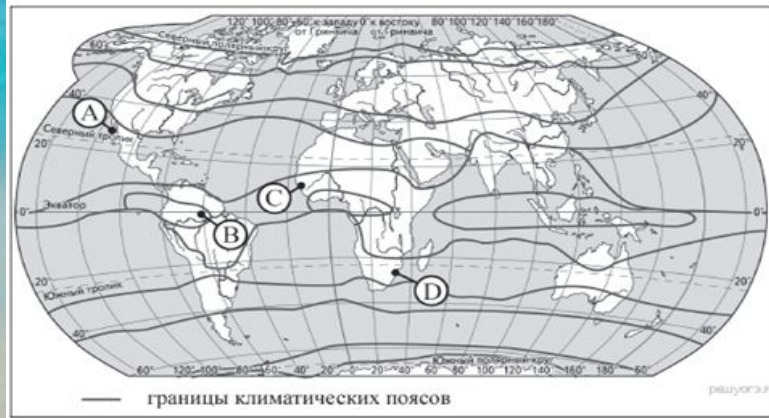 120° 100° 80° 60° к западу 0° к востоку 80 100°120°140°160°180°
от Гринвича от Гринвича
Северный полярный круг
60°
40° 40°
A
Северный тропик
20° 20°
C
Экватор
0° 0°
B
20° 20°
D
Южный тропик
40° 40°
Южный полярный круг
60° 120° 100° 80° 60° 40° 20° 0° 20° 40° 60° 80° 100° 120° 140° 160° 180° 60°
границы климатических поясов